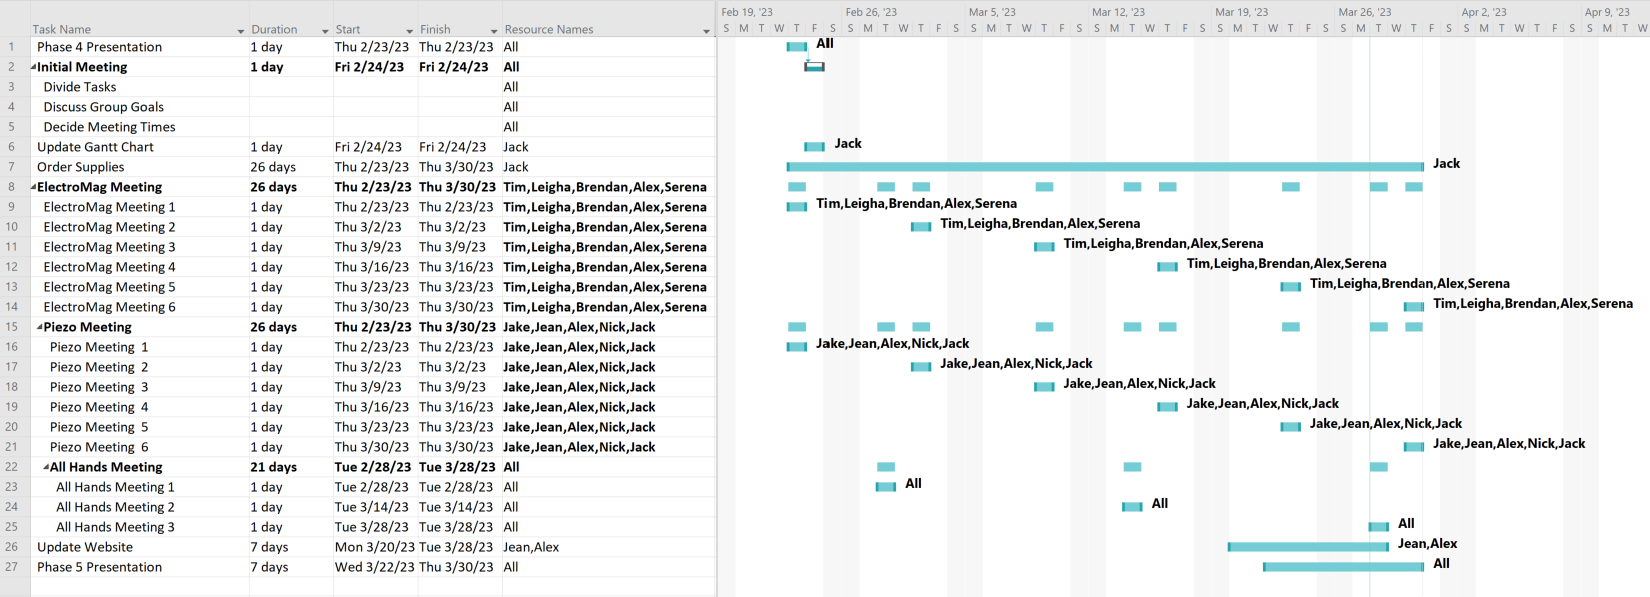 Feb 19, '23 Feb 26, '23 Mar 5, '23 Mar 12, '23 Mar 19, '23 Mar 26, '23 Apr 2, '23 Apr 9, '23
Task Name Duration Start Finish Resource Names S M T W T F S S M T W T F S S M T W T F S S M T W T F S S M T W T F S S M T W T F S S M T W T F S S M T W
1 Phase 4 Presentation 1 day Thu 2/23/23 Thu 2/23/23 All All
2 Initial Meeting 1 day Fri 2/24/23 Fri 2/24/23 All
3 Divide Tasks All
4 Discuss Group Goals All
5 Decide Meeting Times All
6 Update Gantt Chart 1 day Fri 2/24/23 Fri 2/24/23 Jack Jack
7 Order Supplies 26 days Thu 2/23/23 Thu 3/30/23 Jack Jack
8 ElectroMag Meeting 26 days Thu 2/23/23 Thu 3/30/23 Tim,Leigha,Brendan,Alex,Serena
9 ElectroMag Meeting 1 1 day Thu 2/23/23 Thu 2/23/23 Tim,Leigha,Brendan,Alex,Serena Tim,Leigha,Brendan,Alex,Serena
10 ElectroMag Meeting 2 1 day Thu 3/2/23 Thu 3/2/23 Tim,Leigha,Brendan,Alex,Serena Tim,Leigha,Brendan,Alex,Serena
11 ElectroMag Meeting 3 1 day Thu 3/9/23 Thu 3/9/23 Tim,Leigha,Brendan,Alex,Serena Tim,Leigha,Brendan,Alex,Serena
12 ElectroMag Meeting 4 1 day Thu 3/16/23 Thu 3/16/23 Tim,Leigha,Brendan,Alex,Serena Tim,Leigha,Brendan,Alex,Serena
13 ElectroMag Meeting 5 1 day Thu 3/23/23 Thu 3/23/23 Tim,Leigha,Brendan,Alex,Serena Tim,Leigha,Brendan,Alex,Serena
14 ElectroMag Meeting 6 1 day Thu 3/30/23 Thu 3/30/23 Tim,Leigha,Brendan,Alex,Serena Tim,Leigha,Brendan,Alex,Serena
15 Piezo Meeting 26 days Thu 2/23/23 Thu 3/30/23 Jake,Jean,Alex,Nick,Jack
16 Piezo Meeting 1 1 day Thu 2/23/23 Thu 2/23/23 Jake,Jean,Alex,Nick,Jack Jake,Jean,Alex,Nick,Jack
17 Piezo Meeting 2 1 day Thu 3/2/23 Thu 3/2/23 Jake,Jean,Alex,Nick,Jack Jake,Jean,Alex,Nick,Jack
18 Piezo Meeting 3 1 day Thu 3/9/23 Thu 3/9/23 Jake,Jean,Alex,Nick,Jack Jake,Jean,Alex,Nick,Jack
19 Piezo Meeting 4 1 day Thu 3/16/23 Thu 3/16/23 Jake,Jean,Alex,Nick,Jack Jake,Jean,Alex,Nick,Jack
20 Piezo Meeting 5 1 day Thu 3/23/23 Thu 3/23/23 Jake,Jean,Alex,Nick,Jack Jake,Jean,Alex,Nick,Jack
21 Piezo Meeting 6 1 day Thu 3/30/23 Thu 3/30/23 Jake,Jean,Alex,Nick,Jack Jake,Jean,Alex,Nick,Jack
22 All Hands Meeting 21 days Tue 2/28/23 Tue 3/28/23 All
23 All Hands Meeting 1 1 day Tue 2/28/23 Tue 2/28/23 All All
24 All Hands Meeting 2 1 day Tue 3/14/23 Tue 3/14/23 All All
25 All Hands Meeting 3 1 day Tue 3/28/23 Tue 3/28/23 All All
26 Update Website 7 days Mon 3/20/23 Tue 3/28/23 Jean,Alex Jean,Alex
27 Phase 5 Presentation 7 days Wed 3/22/23 Thu 3/30/23 All All